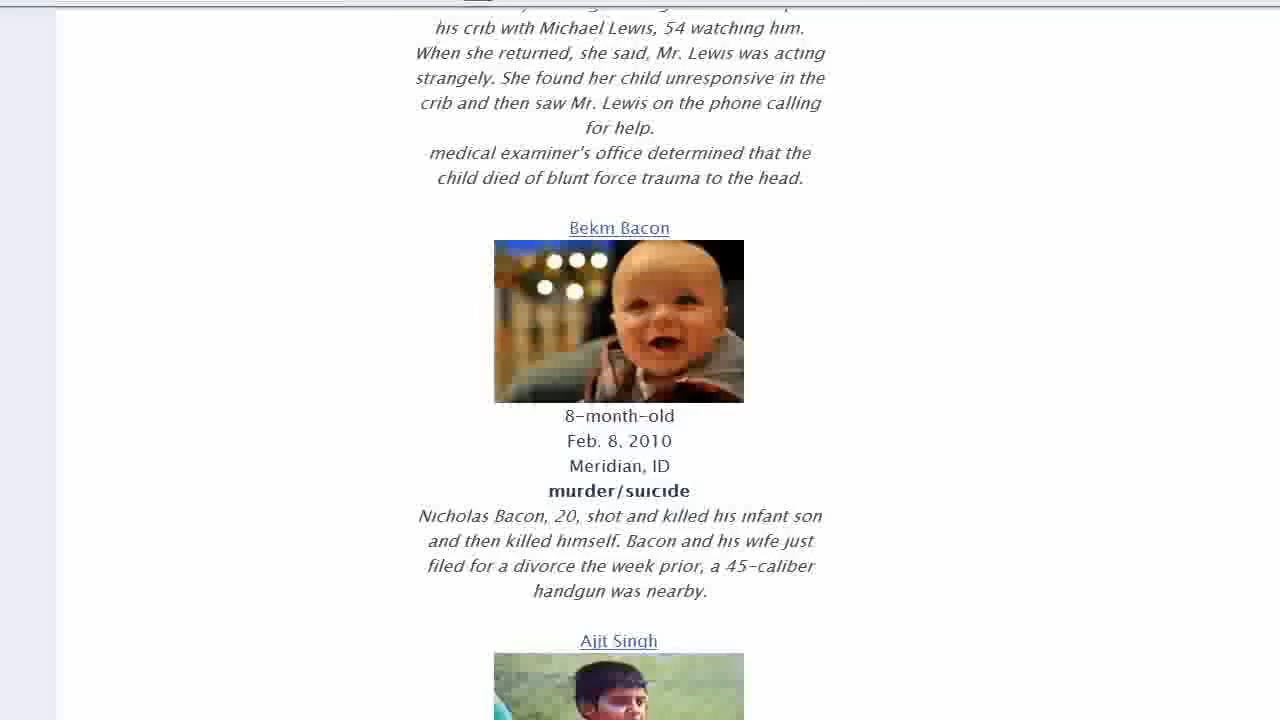 his crib with Michael Lewis, 54 watching him.
When she returned, she said, Mr. Lewis was acting
strangely. She found her child unresponsive in the
crib and then saw Mr. Lewis on the phone calling
for help.
medical examiner's office determined that the
child died of blunt force trauma to the head.
Bekm Bacon
8-month-old
Feb. 8, 2010
Meridian, ID
murder/suicide
Nicholas Bacon, 20, shot and killed his infant son
and then killed himself. Bacon and his wife just
filed for a divorce the week prior, a 45-caliber
handgun was nearby.
Ajit Singh